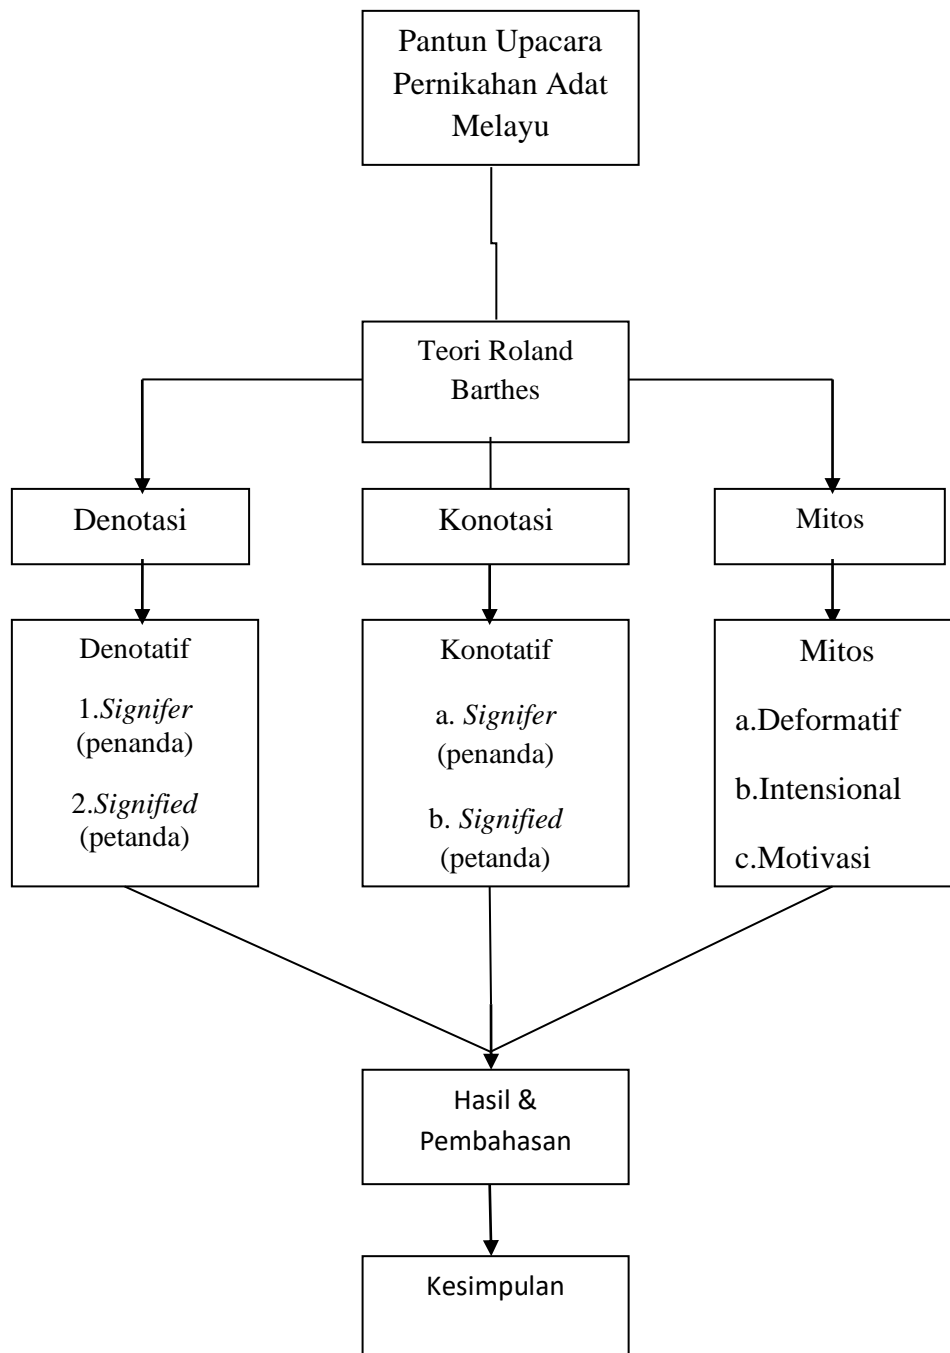 Pantun Upacara
Pernikahan Adat
Melayu
Teori Roland
Barthes
Denotasi
Konotasi
Mitos
Denotatif
1.Signifer
(penanda)
2.Signified
(petanda)
Konotatif
a. Signifer
(penanda)
b. Signified
(petanda)
Mitos
a.Deformatif
b.Intensional
c.Motivasi
Hasil &
Pembahasan
Kesimpulan